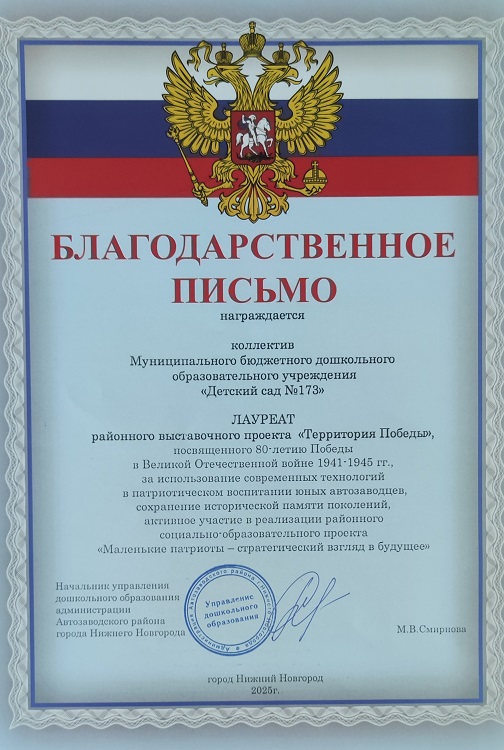 БЛАГОДАРСТВЕННОЕ
ПИСЬМО
награждается
коллектив
Муниципального бюджетного дошкольного
образовательного учреждения
«Детский сад №173»
ЛАУРЕАТ
районного выставочного проекта «Территория Победы»,
посвященного 80-летию Победы
в Великой Отечественной войне 1941-1945 гг.,
за использование современных технологий
в патриотическом воспитании юных автозаводцев,
сохранение исторической памяти поколений,
активное участие в реализации районного
социально-образовательного проекта
«Маленькие патриоты – стратегический взгляд в будущее»
Начальник управления
дошкольного образования
администрации
Автозаводского района
города Нижнего Новгорода
Управление
дошкольного
образования
М.В.Смирнова
город Нижний Новгород
2025г.